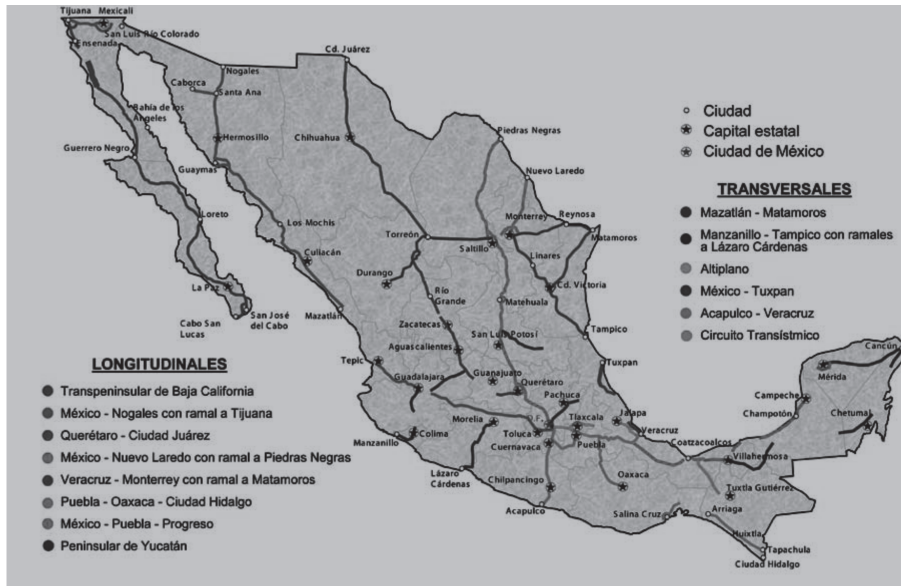 Tijuana Mexicali
San Luis Río Colorado
Ensenada
Cd. Juárez
Nogales
Caborca
Santa Ana
Bahía de los
Ángeles
Hermosillo
Chihuahua
Piedras Negras
Guerrero Negro
Guaymas
Nuevo Laredo
Loreto
Los Mochis
Monterrey
Reynosa
Torreón
Saltillo
Matamoros
Culiacán
Linares
Durango
La Paz
Cd. Victoria
Río
Grande
Matehuala
Cabo San
Lucas
San José
del Cabo
Mazatlán
Zacatecas
San Luis Potosí
Tampico
Aguascalientes
Tepic
Tuxpan
Guadalajara
Guanajuato
Querétaro
Pachuca
Cancún
Mérida
Campeche
Morelia
D.F.
Tlaxcala
Jalapa
Champotón
Chetumal
Manzanillo
Colima
Toluca
Puebla
Veracruz
Cuernavaca
Coatzacoalcos
Villahermosa
Lázaro
Cárdenas
Chilpancingo
Oaxaca
Tuxtla Gutiérrez
Acapulco
Salina Cruz
Arriaga
Huixtla
Tapachula
Ciudad Hidalgo
Ciudad
Capital estatal
Ciudad de México
TRANSVERSALES
Mazatlán - Matamoros
Manzanillo - Tampico con ramales
a Lázaro Cárdenas
Altiplano
México - Tuxpan
Acapulco - Veracruz
Circuito Transístmico
LONGITUDINALES
Transpeninsular de Baja California
México - Nogales con ramal a Tijuana
Querétaro - Ciudad Juárez
México - Nuevo Laredo con ramal a Piedras Negras
Veracruz - Monterrey con ramal a Matamoros
Puebla - Oaxaca - Ciudad Hidalgo
México - Puebla - Progreso
Peninsular de Yucatán